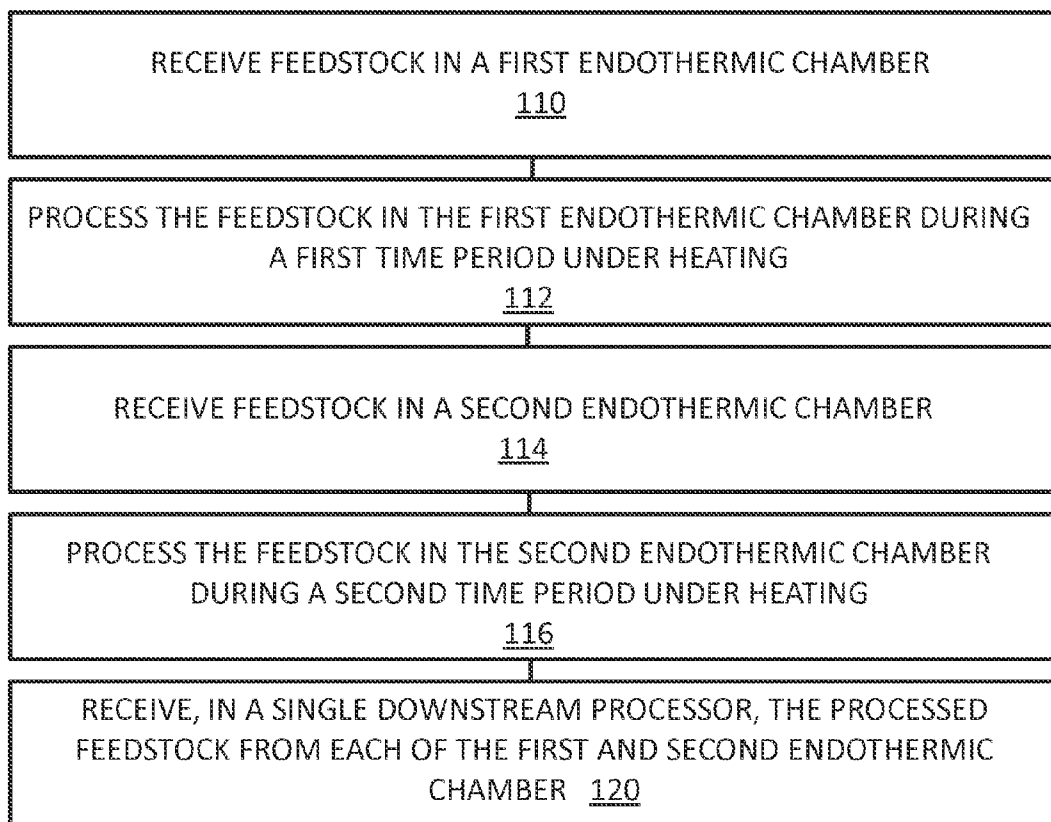 RECEIVE FEEDSTOCK IN A FIRST ENDOTHERMIC CHAMBER
110
PROCESS THE FEEDSTOCK IN THE FIRST ENDOTHERMIC CHAMBER DURING
A FIRST TIME PERIOD UNDER HEATING
112
RECEIVE FEEDSTOCK IN A SECOND ENDOTHERMIC CHAMBER
114
PROCESS THE FEEDSTOCK IN THE SECOND ENDOTHERMIC CHAMBER
DURING A SECOND TIME PERIOD UNDER HEATING
116
RECEIVE, IN A SINGLE DOWNSTREAM PROCESSOR, THE PROCESSED
FEEDSTOCK FROM EACH OF THE FIRST AND SECOND ENDOTHERMIC
CHAMBER 120